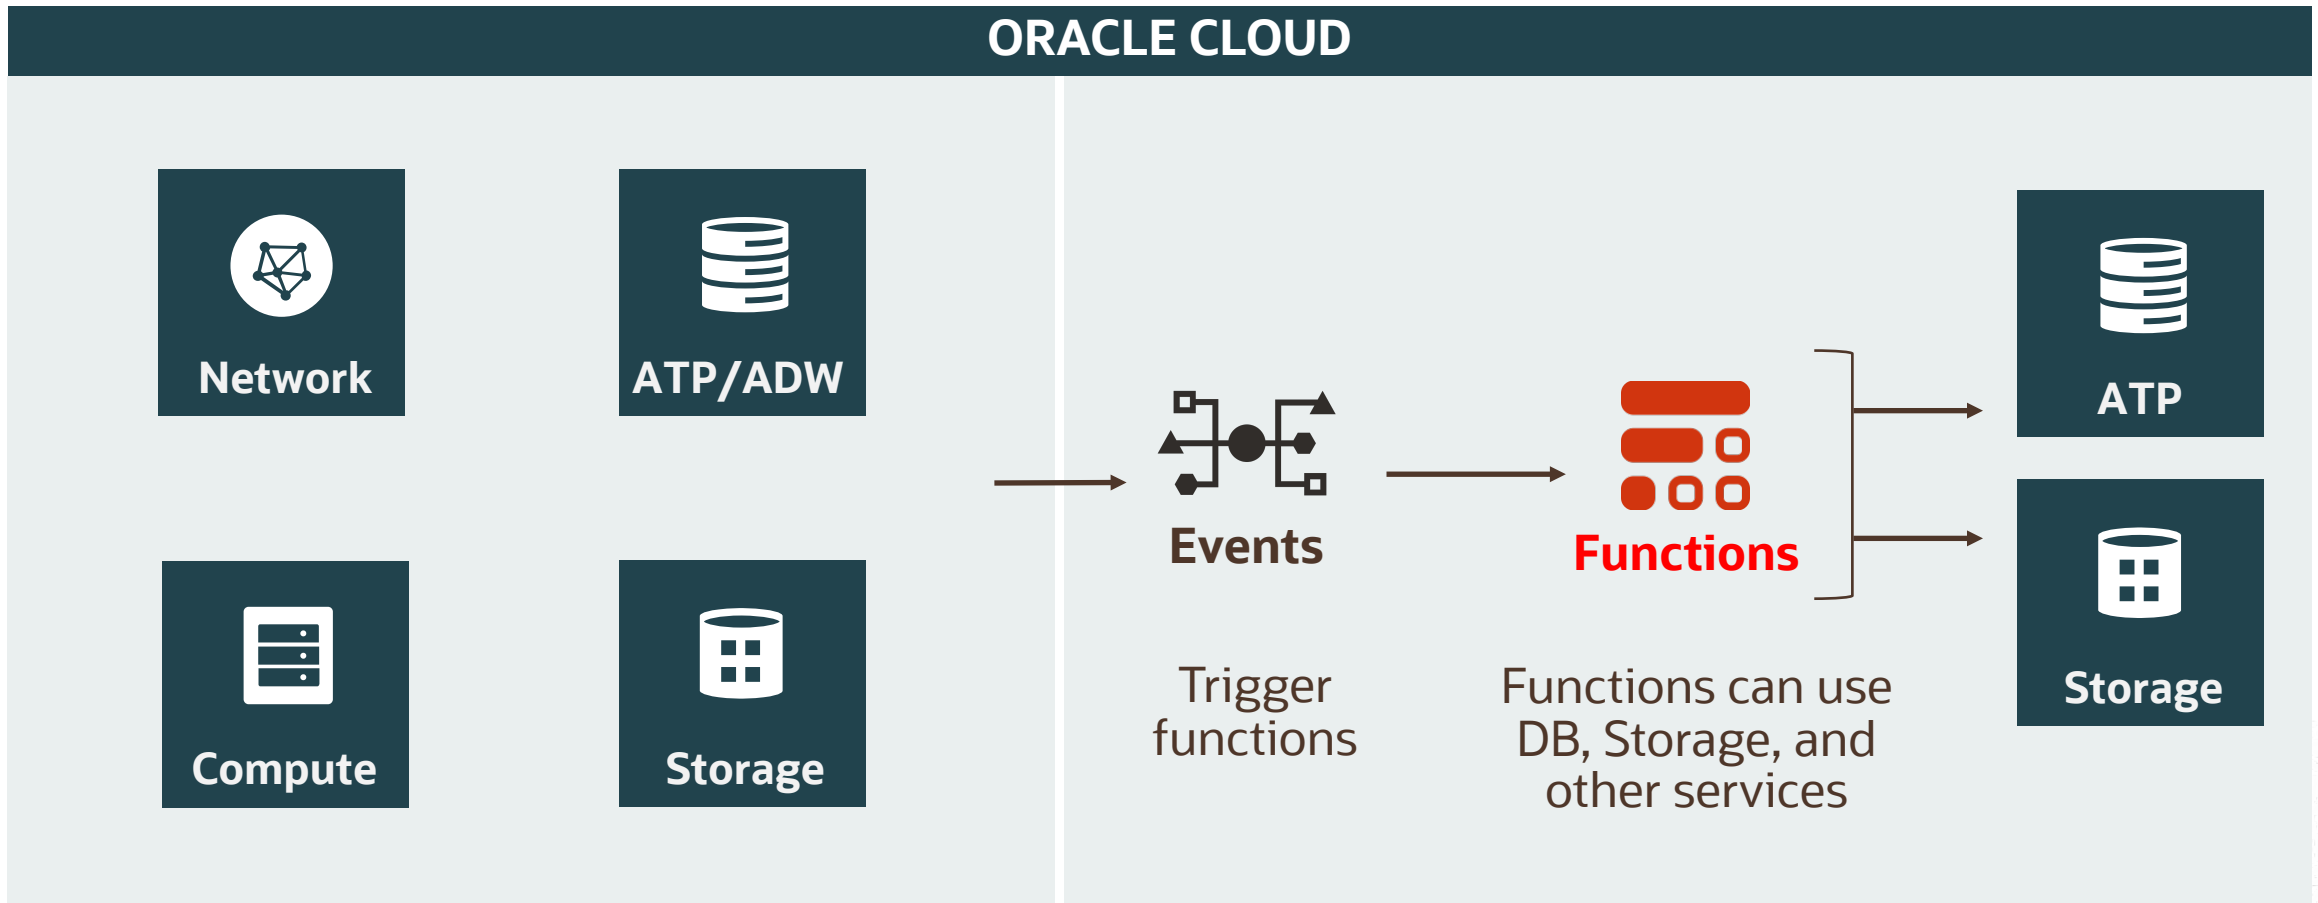 ORACLE CLOUD
Network
ATP/ADW
Compute
Storage
Events
Trigger
functions
Functions
Functions can use
DB, Storage, and
other services
ATP
Storage